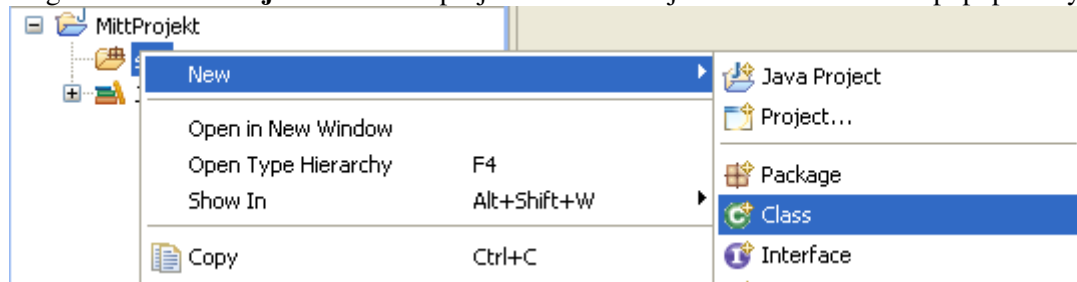 MittProjekt
New
Java Project
Project...
Open in New Window
Open Type Hierarchy F4
Package
Show In Alt+Shift+W
Class
Copy Ctrl+C
Interface